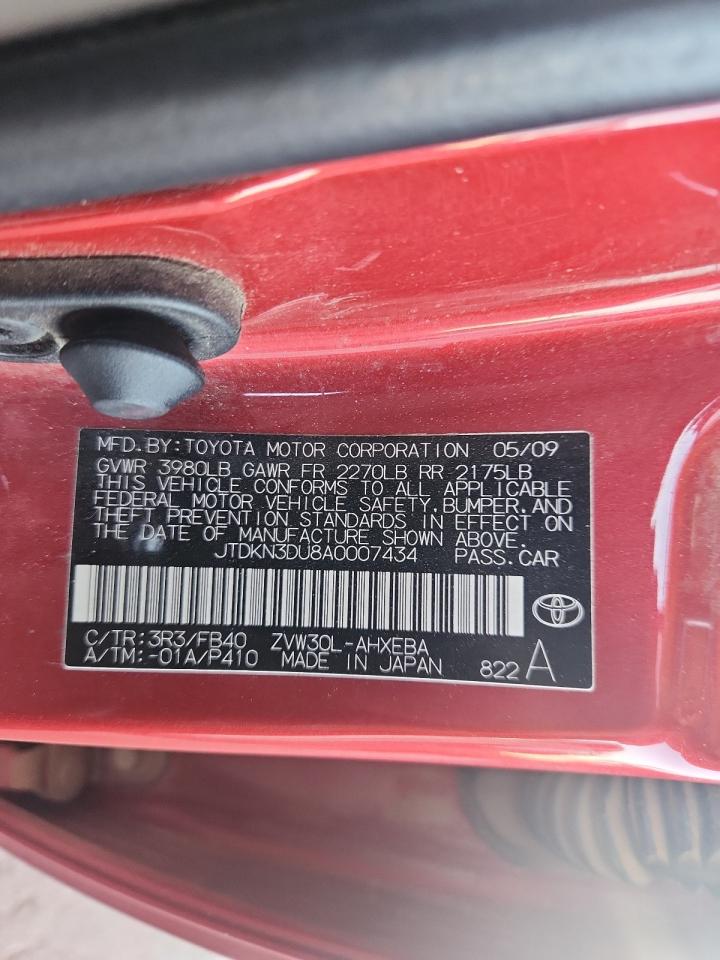 MFD.BY:TOYOTA MOTOR CORPORATION 05/09
GVWR 3980LB GAWR FR 2270LB RR 2175LB
THIS VEHICLE CONFORMS TO ALL APPLICABLE
FEDERAL MOTOR VEHICLE SAFETY,BUMPER,AND
THEFT PREVENTION STANDARDS IN EFFECT ON
THE DATE OF MANUFACTURE SHOWN ABOVE.
JTDKN3DU8A0007434 PASS.CAR
C/TR:3R3/FB40 ZVW30L-AHXEBA
A/TM:-01A/P410 MADE IN JAPAN 822 A